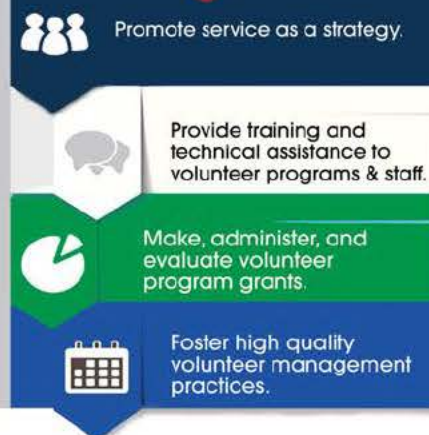 Promote service as a strategy.
Provide training and
technical assistance to
volunteer programs & staff.
Make, administer, and
evaluate volunteer
program grants.
Foster high quality
volunteer management
practices.